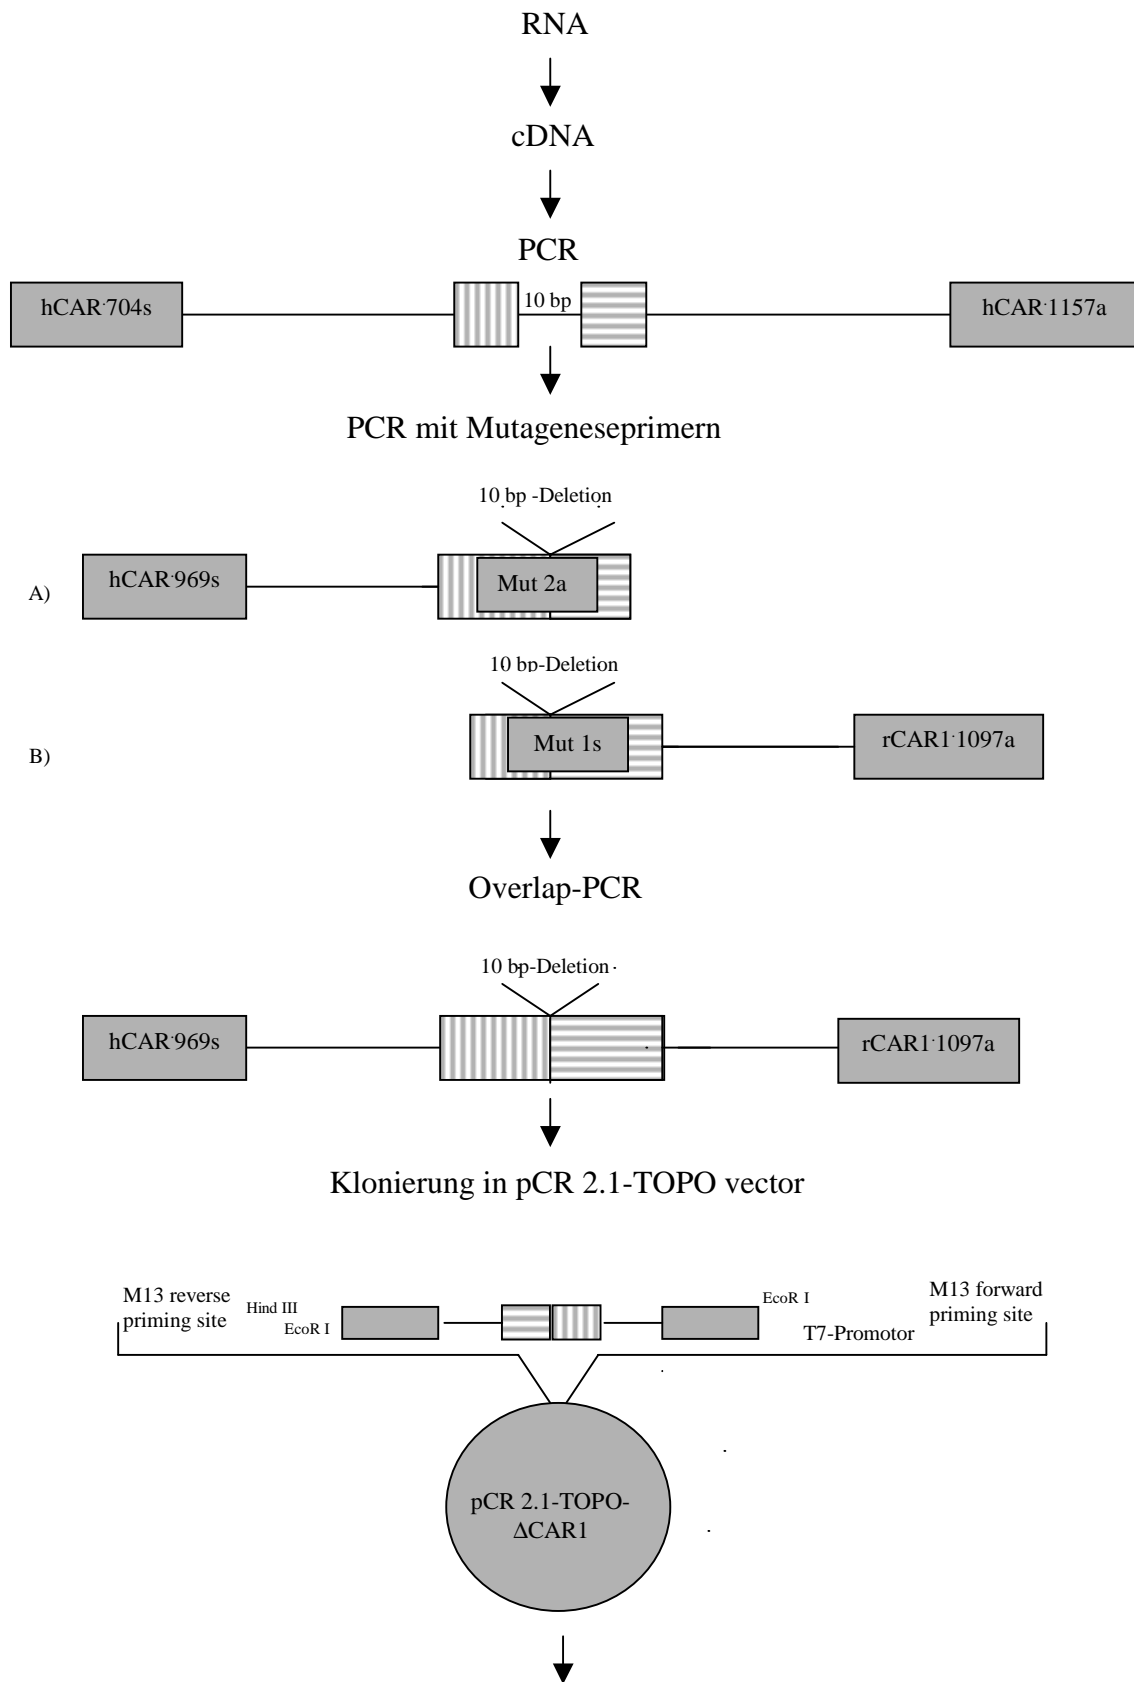 RNA
cDNA
PCR
hCAR·704s
10 bp
hCAR·1157a
PCR mit Mutageneseprimern
10 bp -Deletion
A)
hCAR·969s
Mut 2a
10 bp-Deletion
B)
Mut 1s
rCAR1·1097a
Overlap-PCR
10 bp-Deletion
hCAR·969s
rCAR1·1097a
Klonierung in pCR 2.1-TOPO vector
M13 reverse
priming site
Hind III
EcoR I
EcoR I
T7-Promotor
M13 forward
priming site
pCR 2.1-TOPO-
ΔCAR1